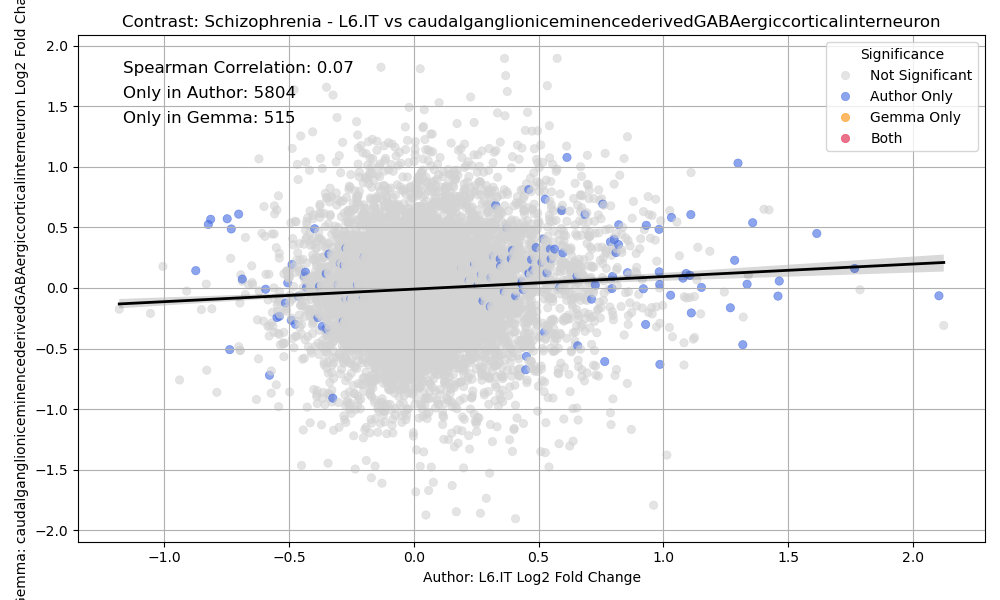 Contrast: Schizophrenia - L6.IT vs caudalganglioniceminencederivedGABAergiccorticalinterneuron
Spearman Correlation: 0.07
Only in Author: 5804
Only in Gemma: 515
Significance
Not Significant
Author Only
Gemma Only
Both
2.0
1.5
1.0
0.5
0.0
−0.5
−1.0
−1.5
−2.0
−1.0 −0.5 0.0 0.5 1.0 1.5 2.0
Author: L6.IT Log2 Fold Change
caudalganglioniceminencederivedGABAergiccorticalinterneuron Log2 Fold